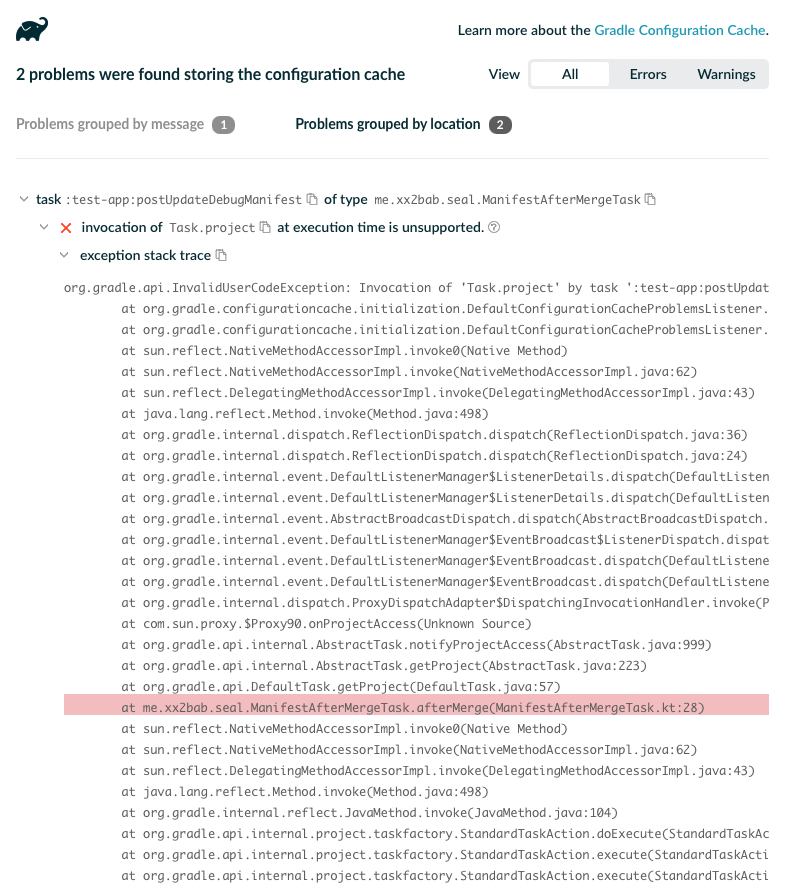 Learn more about the Gradle Configuration Cache.
2 problems were found storing the configuration cache
View All Errors Warnings
Problems grouped by message 1 Problems grouped by location 2
task :test-app:postUpdateDebugManifest of type me.xx2bab.seal.ManifestAfterMergeTask
invocation of Task.project at execution time is unsupported.
exception stack trace
org.gradle.api.InvalidUserCodeException: Invocation of 'Task.project' by task ':test-app:postUpdat
at org.gradle.configurationcache.initialization.DefaultConfigurationCacheProblemsListener.
at org.gradle.configurationcache.initialization.DefaultConfigurationCacheProblemsListener.
at sun.reflect.NativeMethodAccessorImpl.invoke0(Native Method)
at sun.reflect.NativeMethodAccessorImpl.invoke(NativeMethodAccessorImpl.java:62)
at sun.reflect.DelegatingMethodAccessorImpl.invoke(DelegatingMethodAccessorImpl.java:43)
at java.lang.reflect.Method.invoke(Method.java:498)
at org.gradle.internal.dispatch.ReflectionDispatch.dispatch(ReflectionDispatch.java:36)
at org.gradle.internal.dispatch.ReflectionDispatch.dispatch(ReflectionDispatch.java:24)
at org.gradle.internal.event.DefaultListenerManager$ListenerDetails.dispatch(DefaultListen
at org.gradle.internal.event.DefaultListenerManager$ListenerDetails.dispatch(DefaultListen
at org.gradle.internal.event.AbstractBroadcastDispatch.dispatch(AbstractBroadcastDispatch.
at org.gradle.internal.event.DefaultListenerManager$EventBroadcast$ListenerDispatch.dispat
at org.gradle.internal.event.DefaultListenerManager$EventBroadcast.dispatch(DefaultListene
at org.gradle.internal.event.DefaultListenerManager$EventBroadcast.dispatch(DefaultListene
at org.gradle.internal.dispatch.ProxyDispatchAdapter$DispatchingInvocationHandler.invoke(P
at com.sun.proxy.$Proxy90.onProjectAccess(Unknown Source)
at org.gradle.api.internal.AbstractTask.notifyProjectAccess(AbstractTask.java:999)
at org.gradle.api.internal.AbstractTask.getProject(AbstractTask.java:223)
at org.gradle.api.DefaultTask.getProject(DefaultTask.java:57)
at me.xx2bab.seal.ManifestAfterMergeTask.afterMerge(ManifestAfterMergeTask.kt:28)
at sun.reflect.NativeMethodAccessorImpl.invoke0(Native Method)
at sun.reflect.NativeMethodAccessorImpl.invoke(NativeMethodAccessorImpl.java:62)
at sun.reflect.DelegatingMethodAccessorImpl.invoke(DelegatingMethodAccessorImpl.java:43)
at java.lang.reflect.Method.invoke(Method.java:498)
at org.gradle.internal.reflect.JavaMethod.invoke(JavaMethod.java:104)
at org.gradle.api.internal.project.taskfactory.StandardTaskAction.doExecute(StandardTaskAc
at org.gradle.api.internal.project.taskfactory.StandardTaskAction.execute(StandardTaskActi
at org.gradle.api.internal.project.taskfactory.StandardTaskAction.execute(StandardTaskActi